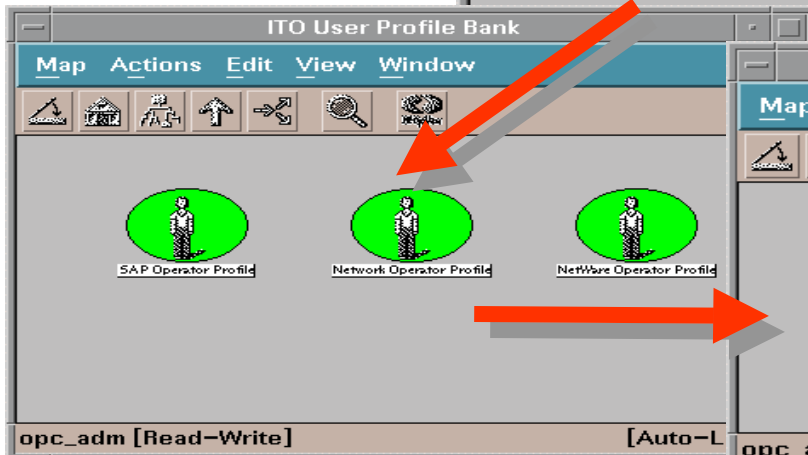 ITO User Profile Bank
Map Actions Edit View Window
Map
SAP Operator Profile
Network Operator Profile
NetWare Operator Profile
opc_adm [Read-Write] [Auto-L
opc_a